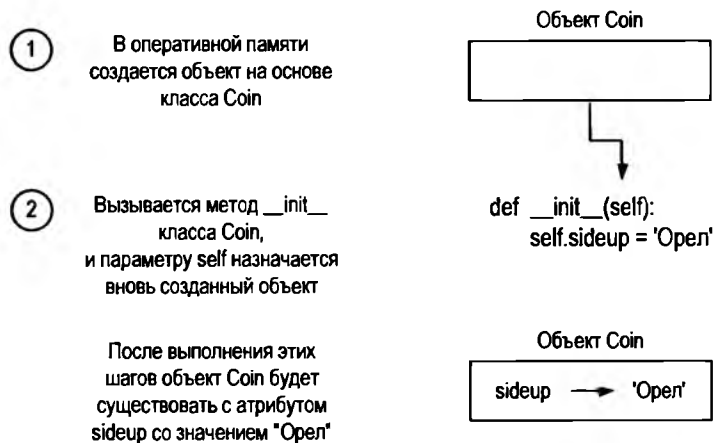 1
В оперативной памяти
создается объект на основе
класса Coin
Объект Coin
2
Вызывается метод __init__
класса Coin,
и параметру self назначается
вновь созданный объект
def __init__(self):
self.sideup = 'Орел'
После выполнения этих
шагов объект Coin будет
существовать с атрибутом
sideup со значением "Орел"
Объект Coin
sideup 'Орел'